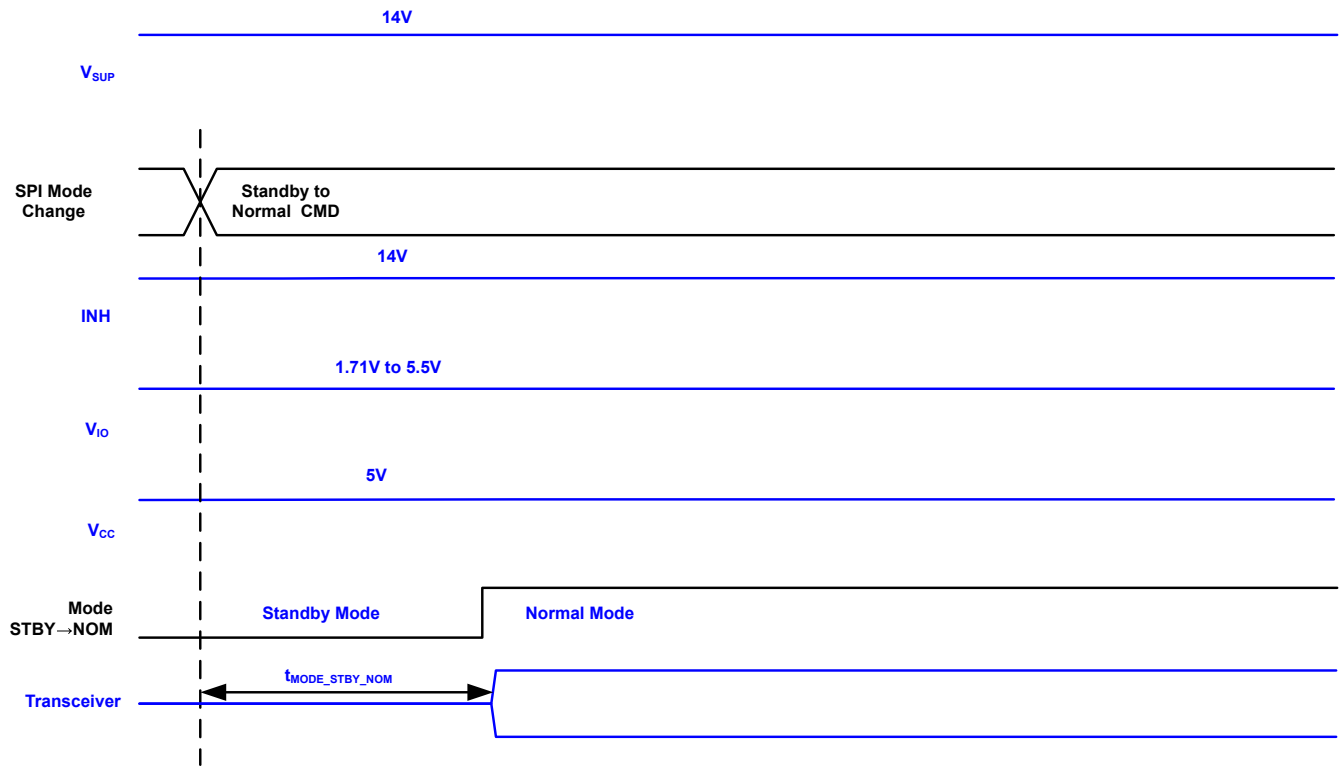 14V
VSUP
SPI Mode
Change
Standby to
Normal CMD
14V
INH
1.71V to 5.5V
VIO
5V
VCC
Mode
STBY→NOM
Standby Mode
Normal Mode
tMODE_STBY_NOM
Transceiver